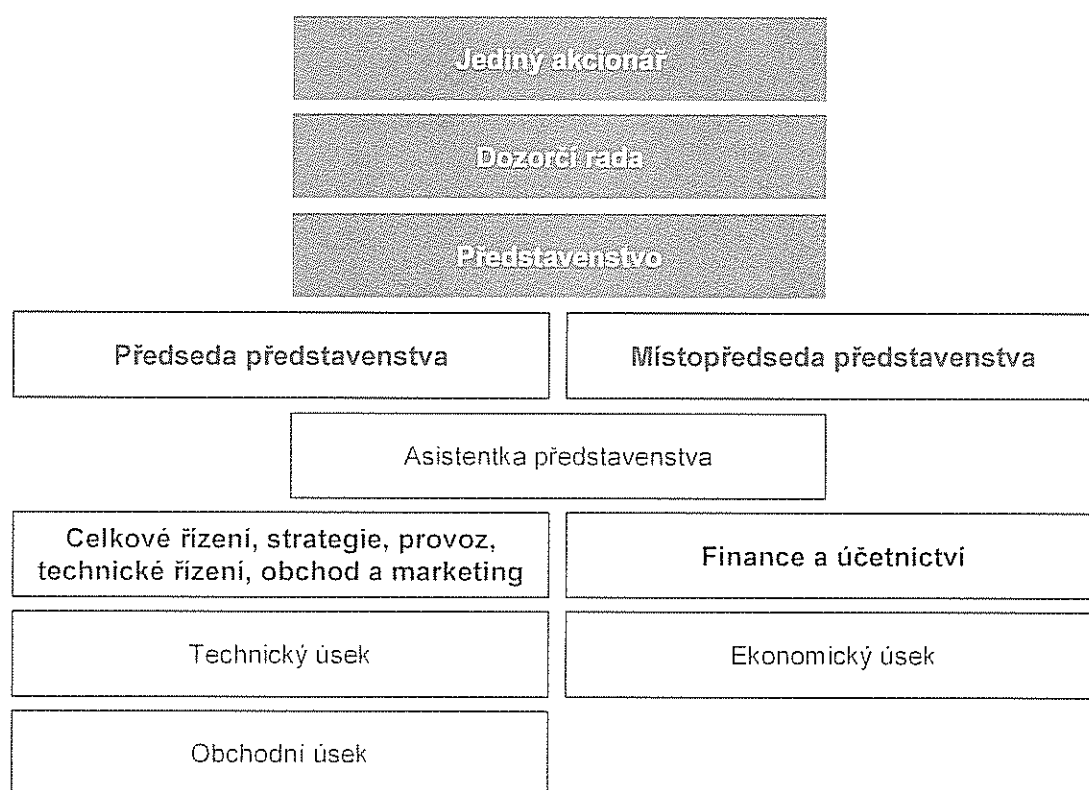 Jediný akcionář
Dozorčí rada
Představenstvo
Předseda představenstva
Místopředseda představenstva
Asistentka představenstva
Celkové řízení, strategie, provoz,
technické řízení, obchod a marketing
Finance a účetnictví
Technický úsek
Ekonomický úsek
Obchodní úsek